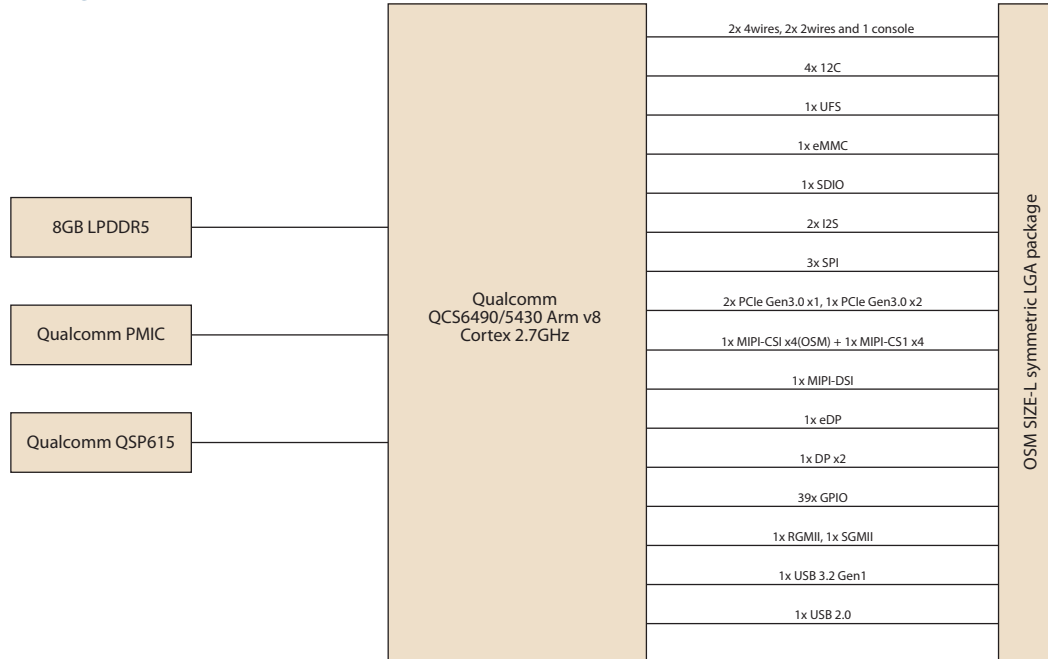 2x 4wires, 2x 2wires and 1 console
4x 12C
1x UFS
1x eMMC
1x SDIO
8GB LPDDR5
2x I2S
3x SPI
Qualcomm
QCS6490/5430 Arm v8
Cortex 2.7GHz
2x PCIe Gen3.0 x1, 1x PCIe Gen3.0 x2
Qualcomm PMIC
1x MIPI-CSI x4(OSM) + 1x MIPI-CS1 x4
1x MIPI-DSI
1x eDP
Qualcomm QSP615
1x DP x2
39x GPIO
1x RGMII, 1x SGMII
1x USB 3.2 Gen1
1x USB 2.0
OSM SIZE-L symmetric LGA package